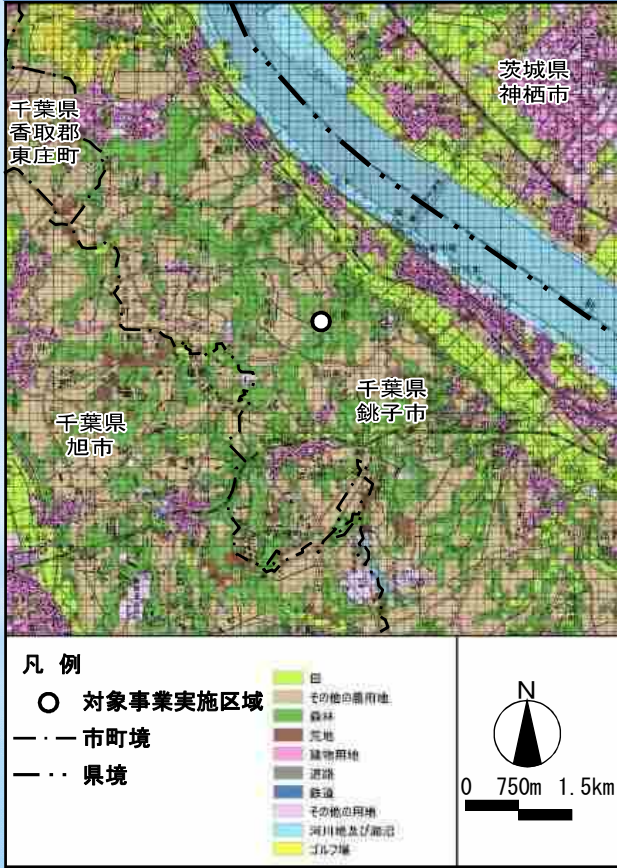 茨城県
神栖市
千葉県
香取郡
東庄町
千葉県
銚子市
千葉県
旭市
凡 例
対象事業実施区域
市町境
県境
田
その他の農用地
森林
荒地
建物用地
道路
鉄道
その他の用地
河川地及び湖沼
ゴルフ場
N
0 750m 1.5km